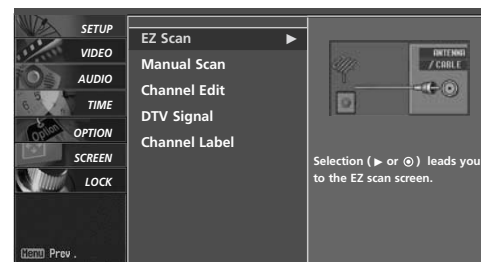 SETUP
VIDEO
AUDIO
TIME
OPTION
SCREEN
LOCK
Menu Prev.
EZ Scan ▶
Manual Scan
Channel Edit
DTV Signal
Channel Label
Option
ANTENNA
/ CABLE
Selection ( ▶ or ⊙ ) leads you
to the EZ scan screen.